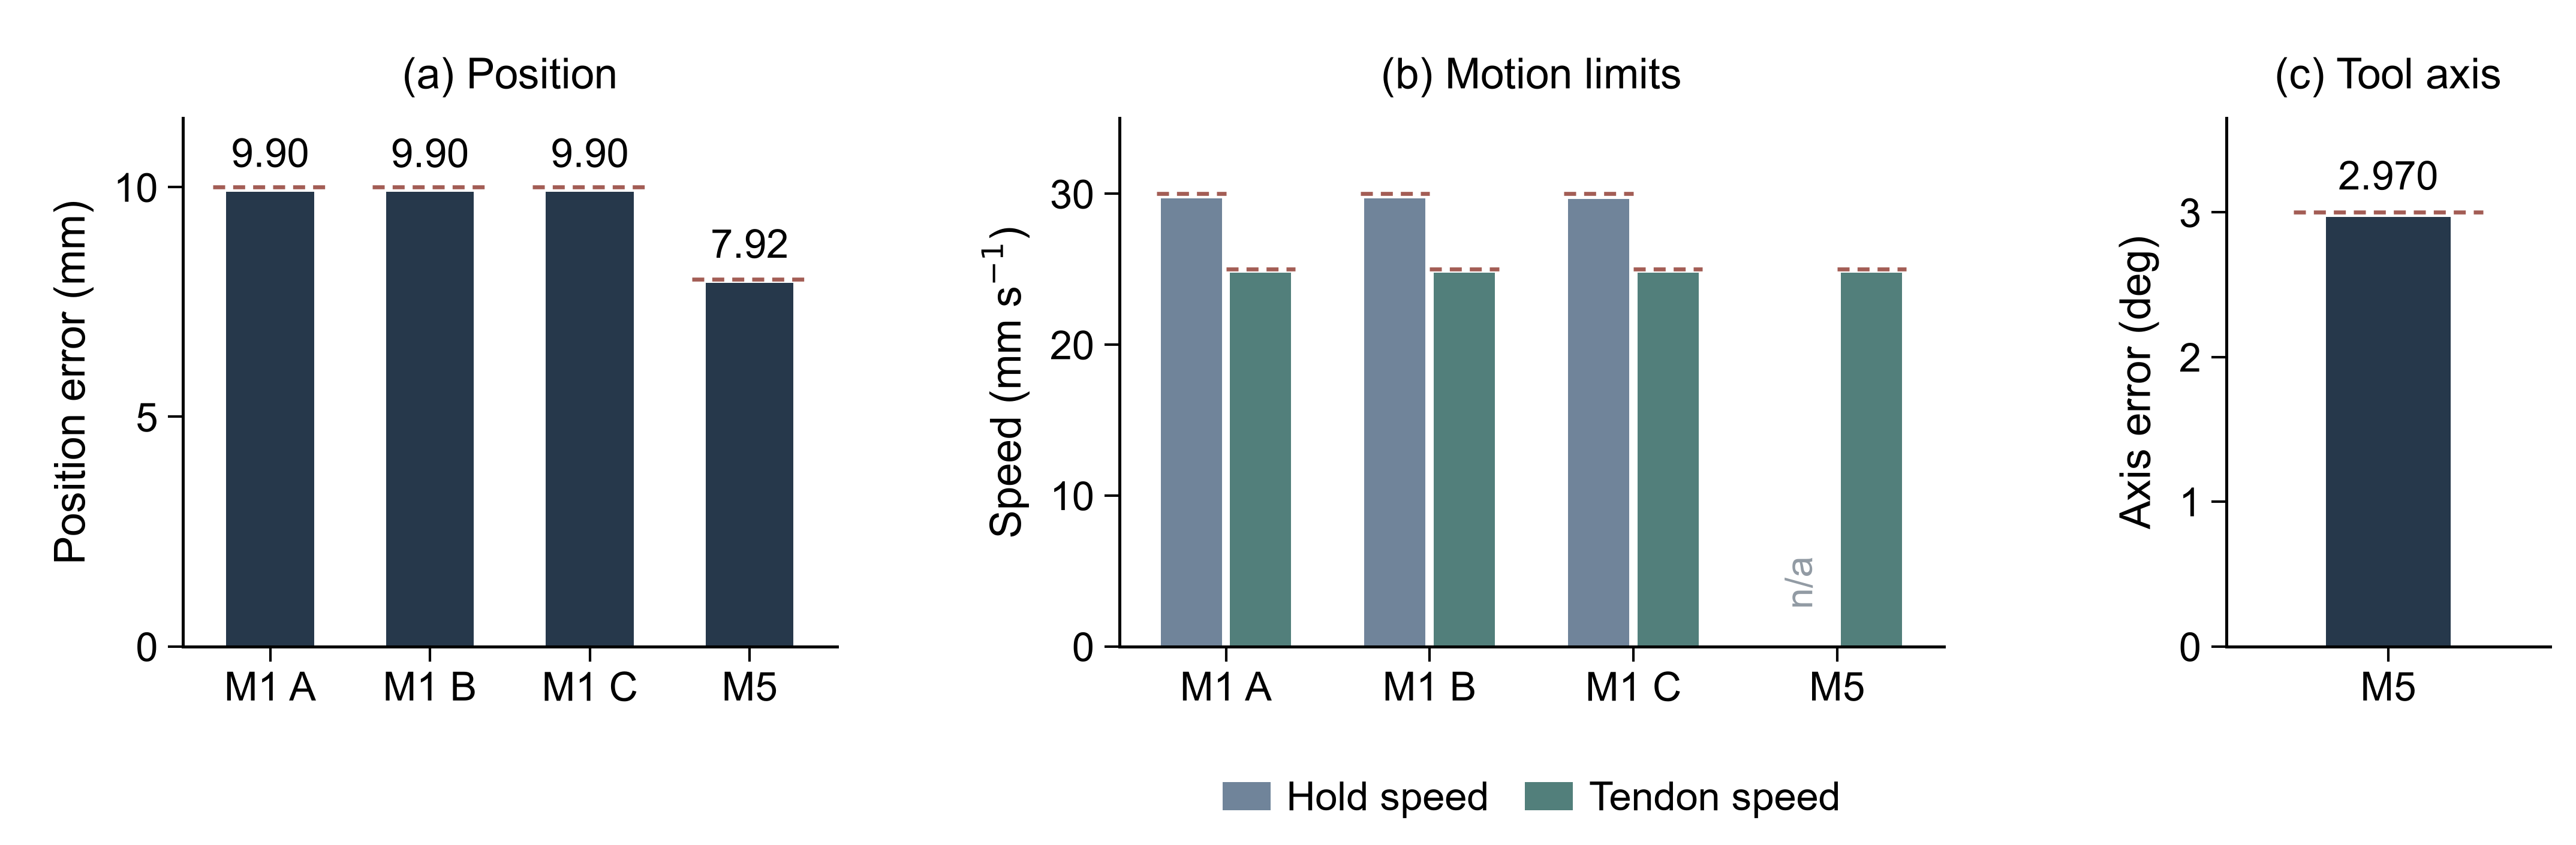 (a) Position
9.90
9.90
9.90
7.92
10
5
0
Position error (mm)
M1 A
M1 B
M1 C
M5
(b) Motion limits
30
20
10
0
Speed (mm s⁻¹)
n/a
M1 A
M1 B
M1 C
M5
Hold speed
Tendon speed
(c) Tool axis
2.970
3
2
1
0
Axis error (deg)
M5